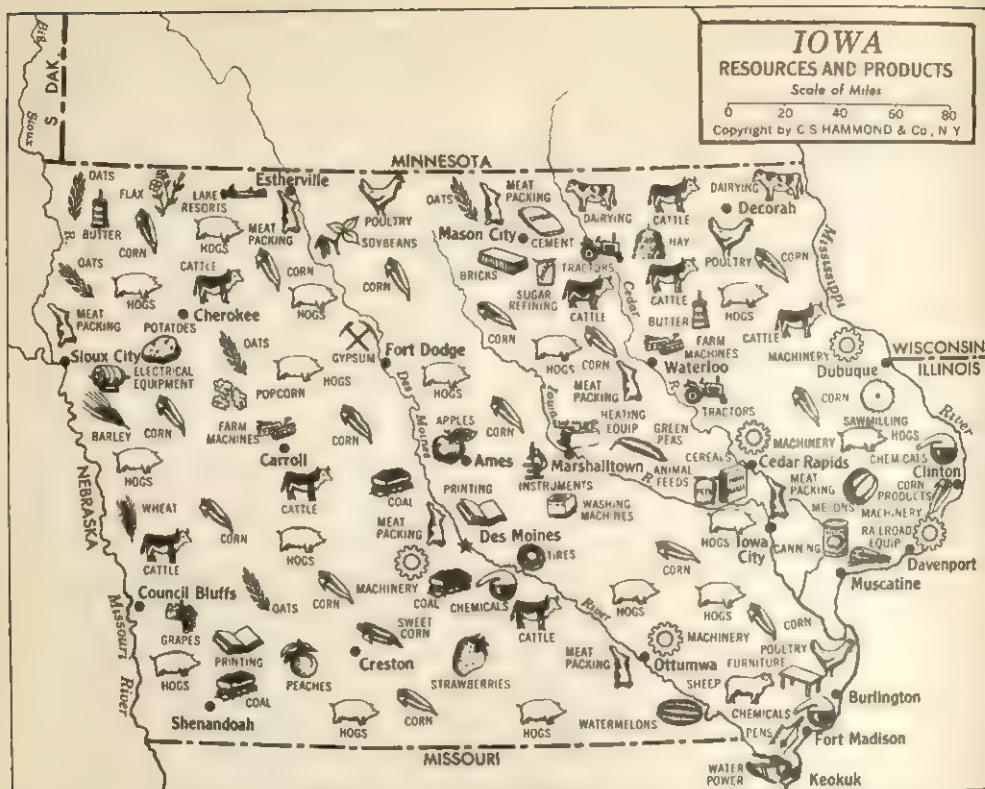 IOWA
RESOURCES AND PRODUCTS
Scale of Miles
0 20 40 60 80
Copyright by C S HAMMOND & Co., N Y
S DAK.
Big
Sioux
R.
MINNESOTA
Estherville
OATS
FLAX
LAKE
RESORTS
BUTTER
CORN
HOGS
MEAT
PACKING
POULTRY
SOYBEANS
OATS
MEAT
PACKING
Mason City
CEMENT
DAIRYING
CATTLE
DAIRYING
Decorah
Mississippi
River
OATS
HOGS
CATTLE
CORN
HOGS
CORN
BRICKS
SUGAR
REFINING
TRACTORS
HAY
POULTRY
CORN
Cedar
R.
CATTLE
CATTLE
BUTTER
HOGS
CATTLE
MEAT
PACKING
Cherokee
POTATOES
Sioux City
ELECTRICAL
EQUIPMENT
OATS
HOGS
GYPSUM
Fort Dodge
HOGS
CORN
HOGS
CORN
FARM
MACHINES
Waterloo
MACHINERY
Dubuque
WISCONSIN
ILLINOIS
POPCORN
BARLEY
CORN
FARM
MACHINES
Carroll
CORN
Des Moines
APPLES
Ames
CORN
Iowa
R.
MEAT
PACKING
HEATING
EQUIP
Marshalltown
GREEN
PEAS
TRACTORS
CORN
SAWMILLING
HOGS
MACHINERY
Cedar Rapids
CHEMICALS
Clinton
NEBRASKA
HOGS
CATTLE
COAL
INSTRUMENTS
ANIMAL
FEEDS
CEREALS
MEAT
PACKING
MELONS
CORN
PRODUCTS
MACHINERY
WHEAT
CORN
CATTLE
HOGS
PRINTING
MEAT
PACKING
Des Moines
WASHING
MACHINES
TIRES
HOGS
Iowa
City
CANNING
RAILROADS
EQUIP
Davenport
Muscatine
Council Bluffs
GRAPES
OATS
CORN
MACHINERY
COAL
CHEMICALS
CATTLE
River
CORN
HOGS
HOGS
CORN
Missouri
River
HOGS
PRINTING
COAL
Shenandoah
PEACHES
SWEET
CORN
Creston
STRAWBERRIES
MEAT
PACKING
MACHINERY
Ottumwa
POULTRY
FURNITURE
SHEEP
Burlington
CHEMICALS
PENS
Fort Madison
HOGS
CORN
HOGS
WATERMELONS
MISSOURI
WATER
POWER
Keokuk